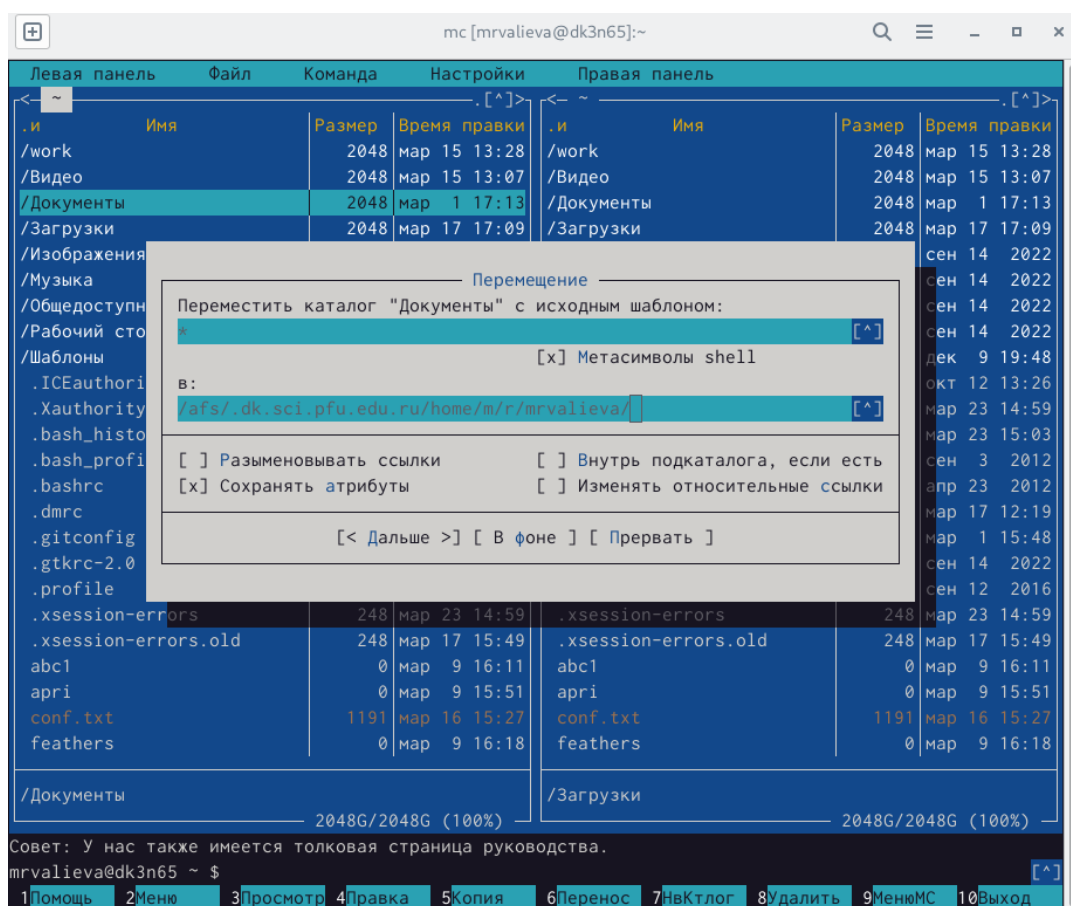 mc [mrvalieva@dk3n65]:~
Левая панель Файл Команда Настройки Правая панель
<— ~ .[^]> <— ~ .[^]>
.и Имя Размер Время правки .и Имя Размер Время правки
/work 2048 мар 15 13:28 /work 2048 мар 15 13:28
/Видео 2048 мар 15 13:07 /Видео 2048 мар 15 13:07
/Документы 2048 мар 1 17:13 /Документы 2048 мар 1 17:13
/Загрузки 2048 мар 17 17:09 /Загрузки 2048 мар 17 17:09
/Изображения сен 14 2022
/Музыка Перемещение сен 14 2022
/Общедоступн Переместить каталог "Документы" с исходным шаблоном: сен 14 2022
/Рабочий сто * [^] сен 14 2022
/Шаблоны [x] Метасимволы shell дек 9 19:48
.ICEauthori в: окт 12 13:26
.Xauthority /afs/.dk.sci.pfu.edu.ru/home/m/r/mrvalieva/ [^] мар 23 14:59
.bash_histo мар 23 15:03
.bash_profi [ ] Разыменовывать ссылки [ ] Внутрь подкаталога, если есть сен 3 2012
.bashrc [x] Сохранять атрибуты [ ] Изменять относительные ссылки апр 23 2012
.dmrc мар 17 12:19
.gitconfig [< Дальше >] [ В фоне ] [ Прервать ] мар 1 15:48
.gtkrc-2.0 сен 14 2022
.profile сен 12 2016
.xsession-errors 248 мар 23 14:59 .xsession-errors 248 мар 23 14:59
.xsession-errors.old 248 мар 17 15:49 .xsession-errors.old 248 мар 17 15:49
abc1 0 мар 9 16:11 abc1 0 мар 9 16:11
apri 0 мар 9 15:51 apri 0 мар 9 15:51
conf.txt 1191 мар 16 15:27 conf.txt 1191 мар 16 15:27
feathers 0 мар 9 16:18 feathers 0 мар 9 16:18
/Документы /Загрузки
2048G/2048G (100%) 2048G/2048G (100%)
Совет: У нас также имеется толковая страница руководства.
mrvalieva@dk3n65 ~ $ [^]
1Помощь 2Меню 3Просмотр 4Правка 5Копия 6Перенос 7НвКтлог 8Удалить 9МенюМС 10Выход